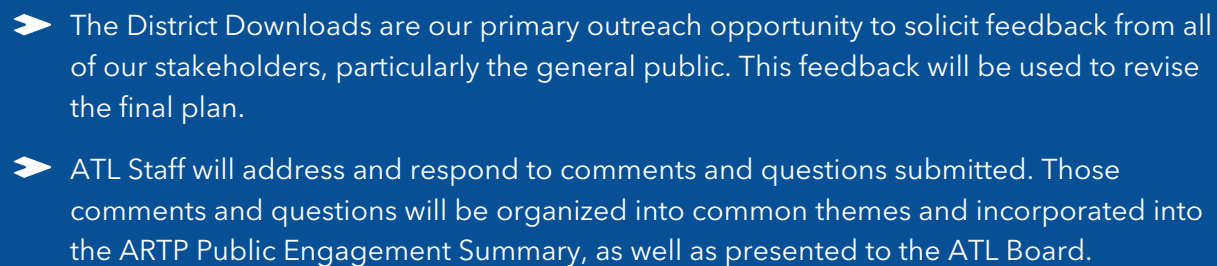 The District Downloads are our primary outreach opportunity to solicit feedback from all
of our stakeholders, particularly the general public. This feedback will be used to revise
the final plan.
ATL Staff will address and respond to comments and questions submitted. Those
comments and questions will be organized into common themes and incorporated into
the ARTP Public Engagement Summary, as well as presented to the ATL Board.